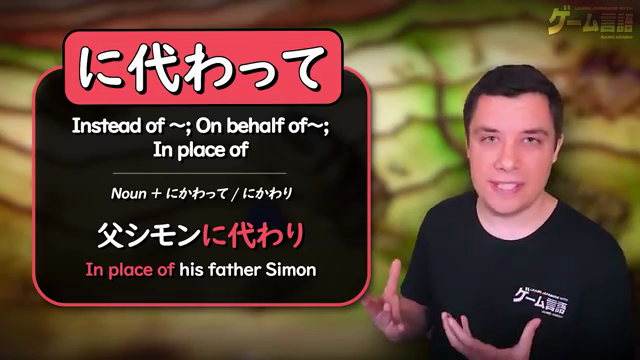 に代わって
Instead of ～; On behalf of～;
In place of
Noun + にかわって / にかわり
父シモンに代わり
In place of his father Simon
ゲーム言語
ゲーム言語